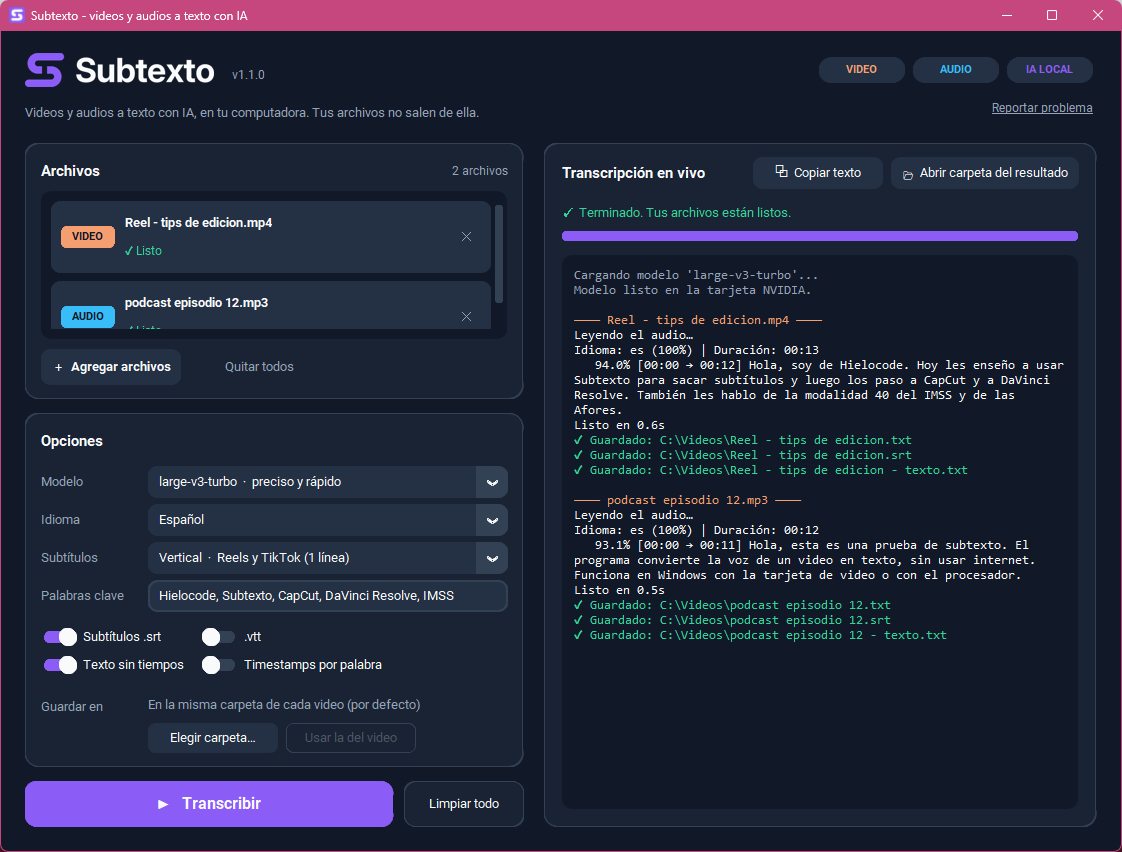 Subtexto - videos y audios a texto con IA
Subtexto v1.1.0
VIDEO AUDIO IA LOCAL
Videos y audios a texto con IA, en tu computadora. Tus archivos no salen de ella.
Reportar problema
Archivos
2 archivos
VIDEO
Reel - tips de edicion.mp4
✓ Listo
AUDIO
podcast episodio 12.mp3
✓ Listo
+ Agregar archivos
Quitar todos
Opciones
Modelo
large-v3-turbo · preciso y rápido
Idioma
Español
Subtítulos
Vertical · Reels y TikTok (1 línea)
Palabras clave
Hielocode, Subtexto, CapCut, DaVinci Resolve, IMSS
Subtítulos .srt
.vtt
Texto sin tiempos
Timestamps por palabra
Guardar en
En la misma carpeta de cada video (por defecto)
Elegir carpeta…
Usar la del video
▶ Transcribir
Limpiar todo
Transcripción en vivo
Copiar texto
Abrir carpeta del resultado
✓ Terminado. Tus archivos están listos.
Cargando modelo 'large-v3-turbo'...
Modelo listo en la tarjeta NVIDIA.
──── Reel - tips de edicion.mp4 ────
Leyendo el audio…
Idioma: es (100%) | Duración: 00:13
94.0% [00:00 → 00:12] Hola, soy de Hielocode. Hoy les enseño a usar
Subtexto para sacar subtítulos y luego los paso a CapCut y a DaVinci
Resolve. También les hablo de la modalidad 40 del IMSS y de las
Afores.
Listo en 0.6s
✓ Guardado: C:\Videos\Reel - tips de edicion.txt
✓ Guardado: C:\Videos\Reel - tips de edicion.srt
✓ Guardado: C:\Videos\Reel - tips de edicion - texto.txt
──── podcast episodio 12.mp3 ────
Leyendo el audio…
Idioma: es (100%) | Duración: 00:12
93.1% [00:00 → 00:11] Hola, esta es una prueba de subtexto. El
programa convierte la voz de un video en texto, sin usar internet.
Funciona en Windows con la tarjeta de video o con el procesador.
Listo en 0.5s
✓ Guardado: C:\Videos\podcast episodio 12.txt
✓ Guardado: C:\Videos\podcast episodio 12.srt
✓ Guardado: C:\Videos\podcast episodio 12 - texto.txt